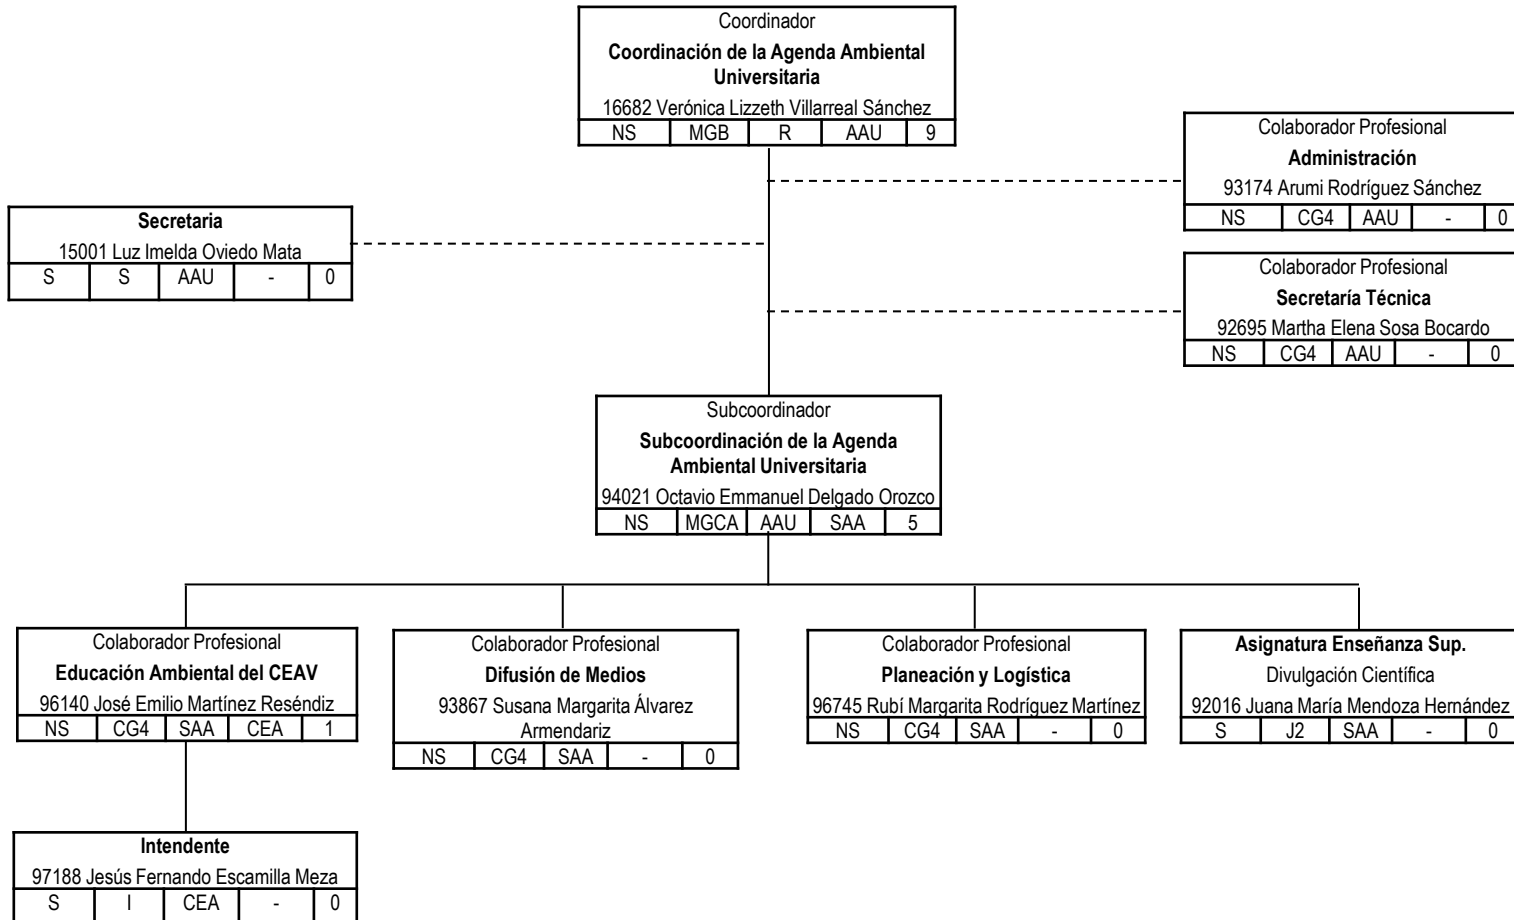 Coordinador
Coordinación de la Agenda Ambiental
Universitaria
16682 Verónica Lizzeth Villarreal Sánchez
NS MGB R AAU 9
Colaborador Profesional
Administración
93174 Arumi Rodríguez Sánchez
NS CG4 AAU - 0
Secretaria
15001 Luz Imelda Oviedo Mata
S S AAU - 0
Colaborador Profesional
Secretaría Técnica
92695 Martha Elena Sosa Bocardo
NS CG4 AAU - 0
Subcoordinador
Subcoordinación de la Agenda
Ambiental Universitaria
94021 Octavio Emmanuel Delgado Orozco
NS MGCA AAU SAA 5
Colaborador Profesional
Educación Ambiental del CEAV
96140 José Emilio Martínez Reséndiz
NS CG4 SAA CEA 1
Colaborador Profesional
Difusión de Medios
93867 Susana Margarita Álvarez
Armendariz
NS CG4 SAA - 0
Colaborador Profesional
Planeación y Logística
96745 Rubí Margarita Rodríguez Martínez
NS CG4 SAA - 0
Asignatura Enseñanza Sup.
Divulgación Científica
92016 Juana María Mendoza Hernández
S J2 SAA - 0
Intendente
97188 Jesús Fernando Escamilla Meza
S I CEA - 0